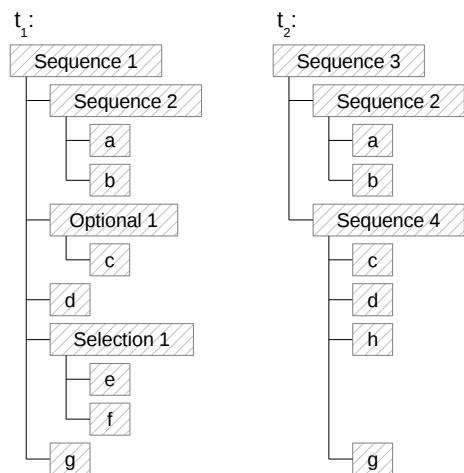 t1:
Sequence 1
Sequence 2
a
b
Optional 1
c
d
Selection 1
e
f
g
t2:
Sequence 3
Sequence 2
a
b
Sequence 4
c
d
h
g